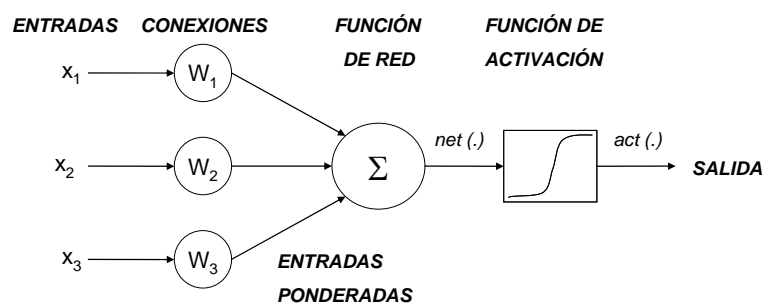 ENTRADAS CONEXIONES FUNCIÓN FUNCIÓN DE
DE RED ACTIVACIÓN
x1 W1
net (.) act (.)
x2 W2 Σ SALIDA
x3 W3 ENTRADAS
PONDERADAS